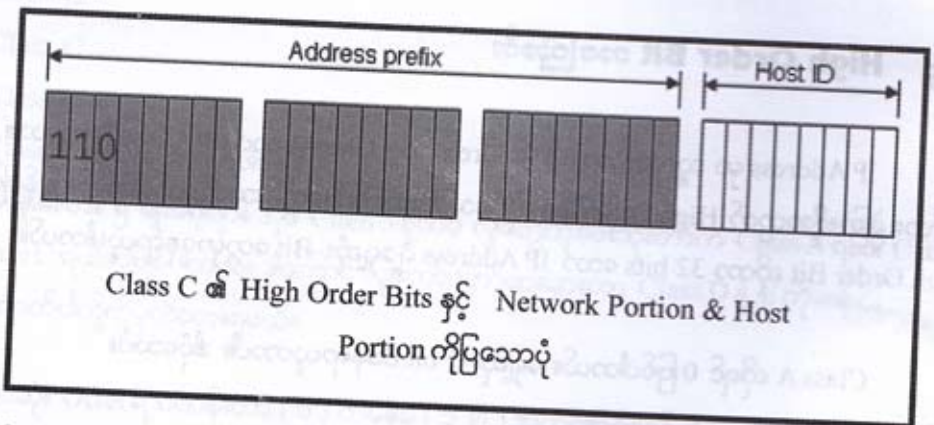 Address prefix
Host ID
110
Class C ၏ High Order Bits နှင့် Network Portion & Host
Portion ကိုပြသောပုံ